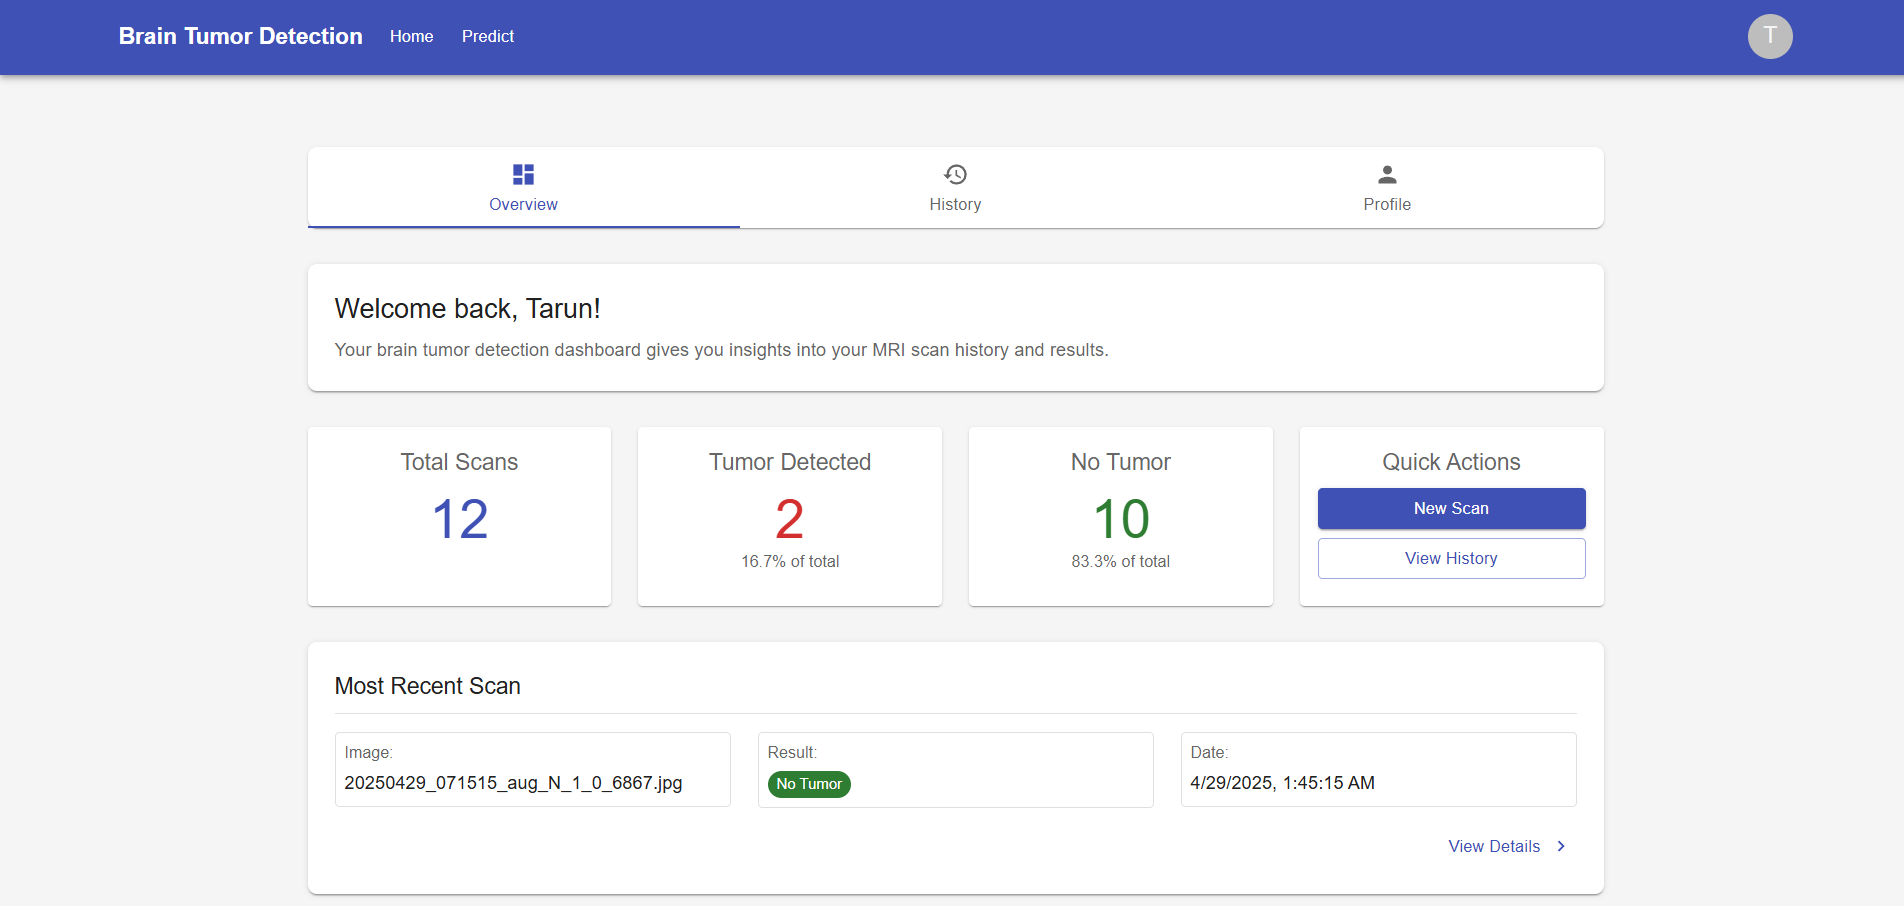 Brain Tumor Detection Home Predict T
Overview History Profile
Welcome back, Tarun!
Your brain tumor detection dashboard gives you insights into your MRI scan history and results.
Total Scans
12
Tumor Detected
2
16.7% of total
No Tumor
10
83.3% of total
Quick Actions
New Scan
View History
Most Recent Scan
Image:
20250429_071515_aug_N_1_0_6867.jpg
Result:
No Tumor
Date:
4/29/2025, 1:45:15 AM
View Details